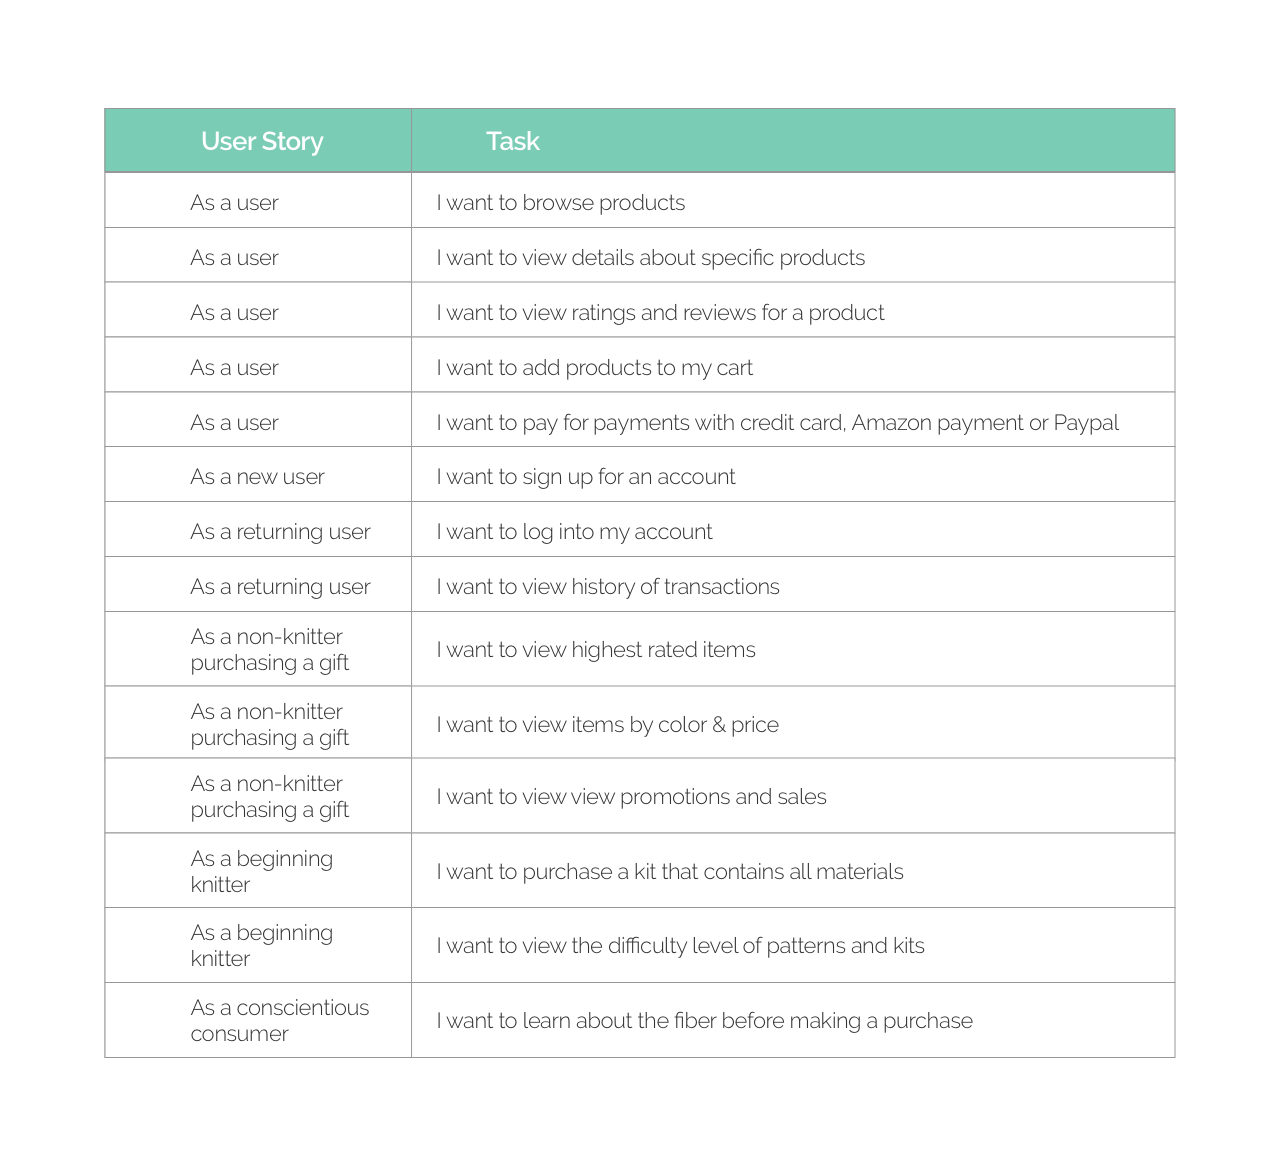 User Story Task
As a user I want to browse products
As a user I want to view details about specific products
As a user I want to view ratings and reviews for a product
As a user I want to add products to my cart
As a user I want to pay for payments with credit card, Amazon payment or Paypal
As a new user I want to sign up for an account
As a returning user I want to log into my account
As a returning user I want to view history of transactions
As a non-knitter
purchasing a gift
I want to view highest rated items
As a non-knitter
purchasing a gift
I want to view items by color & price
As a non-knitter
purchasing a gift
I want to view view promotions and sales
As a beginning
knitter
I want to purchase a kit that contains all materials
As a beginning
knitter
I want to view the difficulty level of patterns and kits
As a conscientious
consumer
I want to learn about the fiber before making a purchase